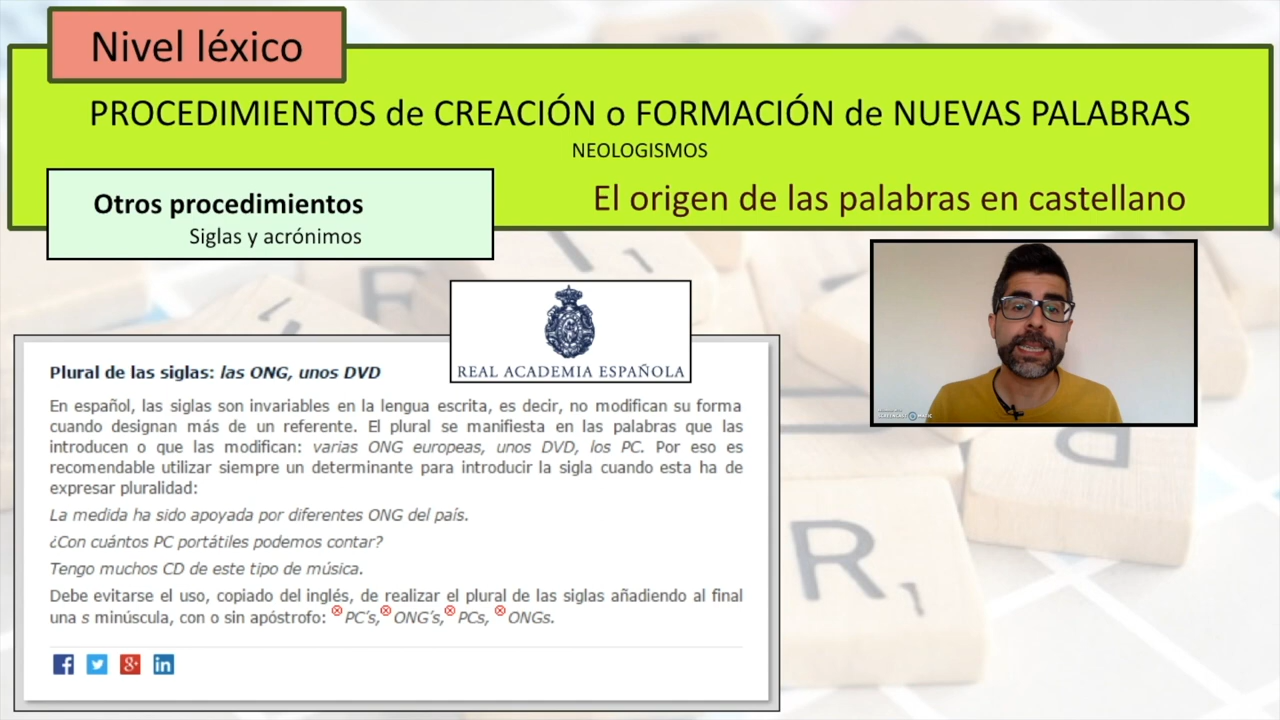 Nivel léxico
PROCEDIMIENTOS de CREACIÓN o FORMACIÓN de NUEVAS PALABRAS
NEOLOGISMOS
Otros procedimientos
Siglas y acrónimos
El origen de las palabras en castellano
REAL ACADEMIA ESPAÑOLA
Plural de las siglas: las ONG, unos DVD
En español, las siglas son invariables en la lengua escrita, es decir, no modifican su forma
cuando designan más de un referente. El plural se manifiesta en las palabras que las
introducen o que las modifican: varias ONG europeas, unos DVD, los PC. Por eso es
recomendable utilizar siempre un determinante para introducir la sigla cuando esta ha de
expresar pluralidad:
La medida ha sido apoyada por diferentes ONG del país.
¿Con cuántos PC portátiles podemos contar?
Tengo muchos CD de este tipo de música.
Debe evitarse el uso, copiado del inglés, de realizar el plural de las siglas añadiendo al final
una s minúscula, con o sin apóstrofo: ⊗PC´s,⊗ONG´s,⊗PCs, ⊗ONGs.
f g+ in
R 1